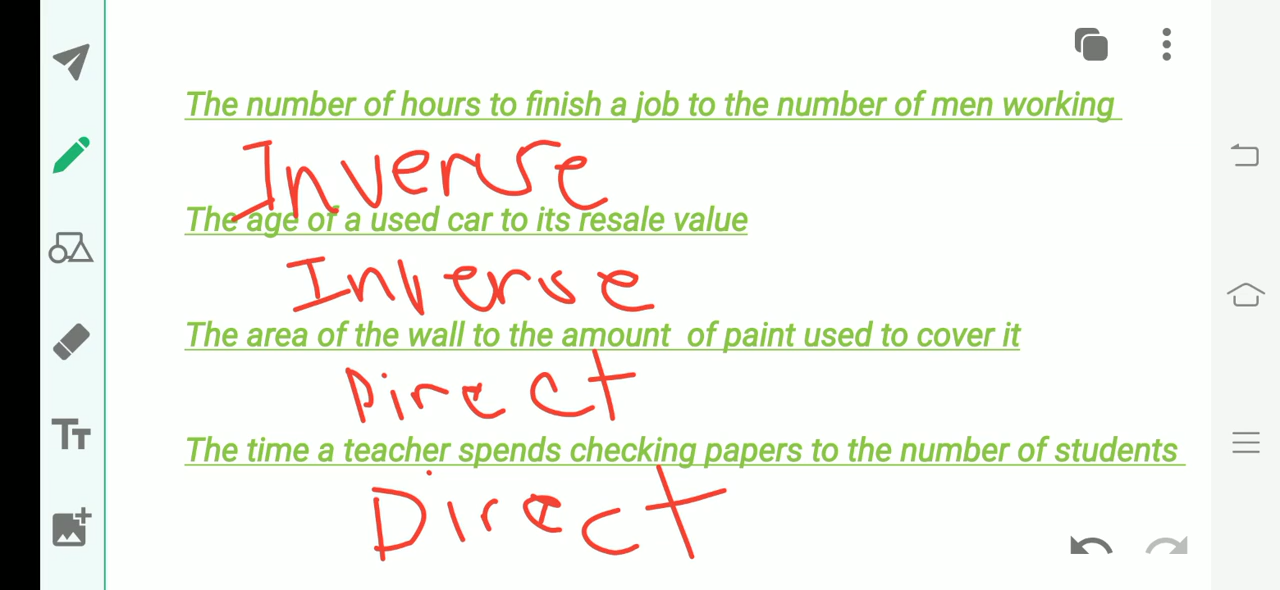 The number of hours to finish a job to the number of men working
Inverse
The age of a used car to its resale value
Inverse
The area of the wall to the amount of paint used to cover it
Direct
The time a teacher spends checking papers to the number of students
Direct
TT